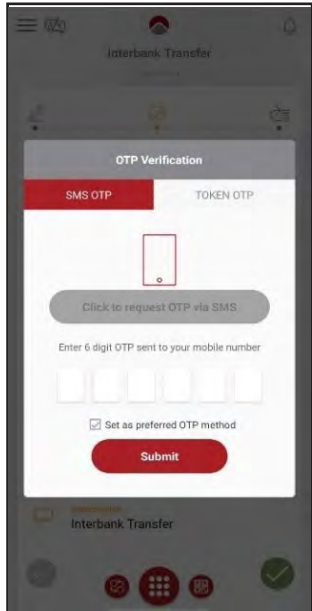 Interbank Transfer
OTP Verification
SMS OTP
TOKEN OTP
Click to request OTP via SMS
Enter 6 digit OTP sent to your mobile number
Set as preferred OTP method
Submit
Interbank Transfer